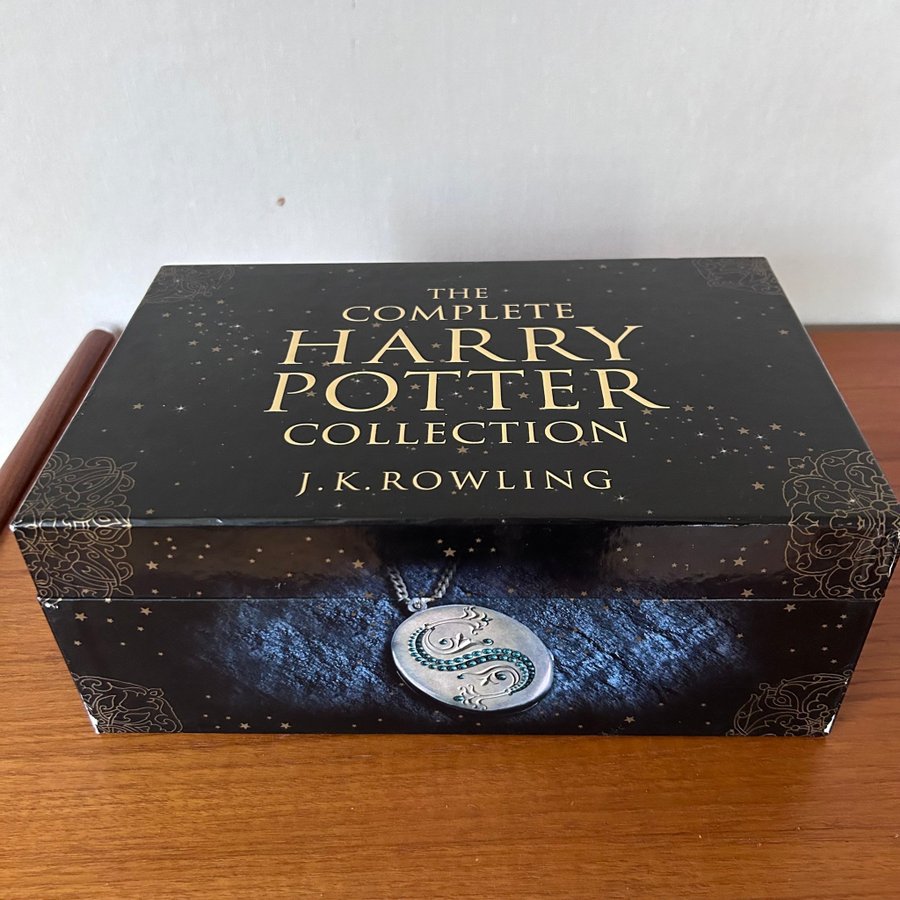 THE
COMPLETE
HARRY
POTTER
COLLECTION
J.K.ROWLING